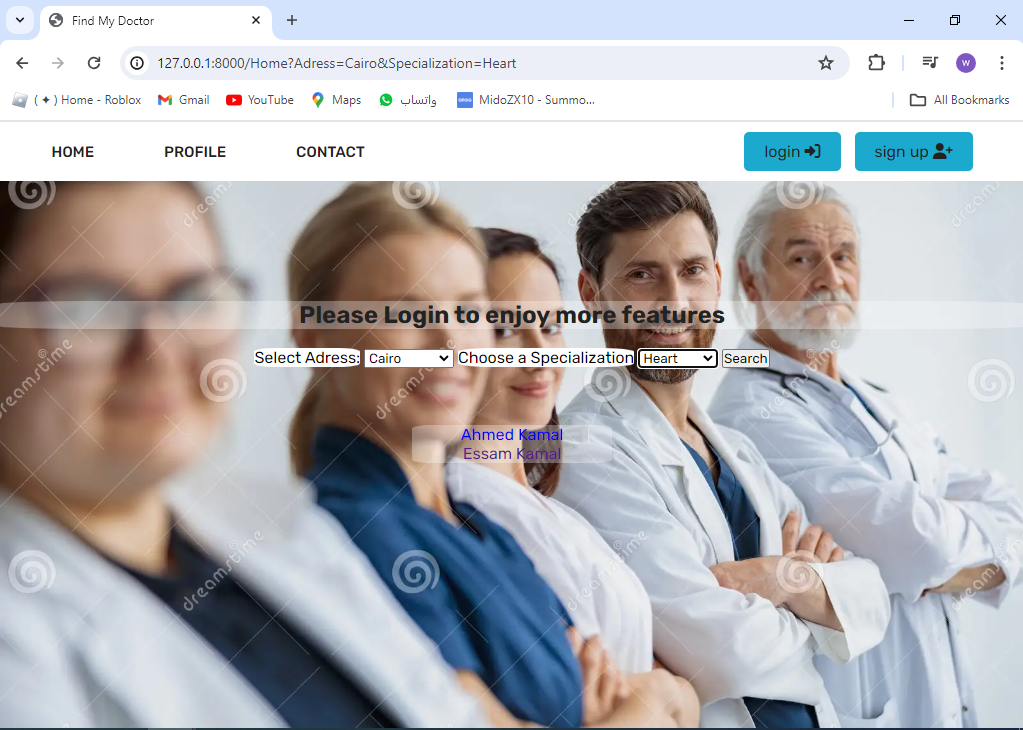 Find My Doctor
127.0.0.1:8000/Home?Adress=Cairo&Specialization=Heart
W
( ✦ ) Home - Roblox Gmail YouTube Maps واتساب MidoZX10 - Summo... All Bookmarks
HOME PROFILE CONTACT login sign up
Please Login to enjoy more features
Select Adress: Cairo Choose a Specialization Heart Search
Ahmed Kamal
Essam Kamal
dreamstime
dreamstime
dreamstime
dreamstime
dreamstime
dreamstime
dreamstime
dreamstime
dreamstime